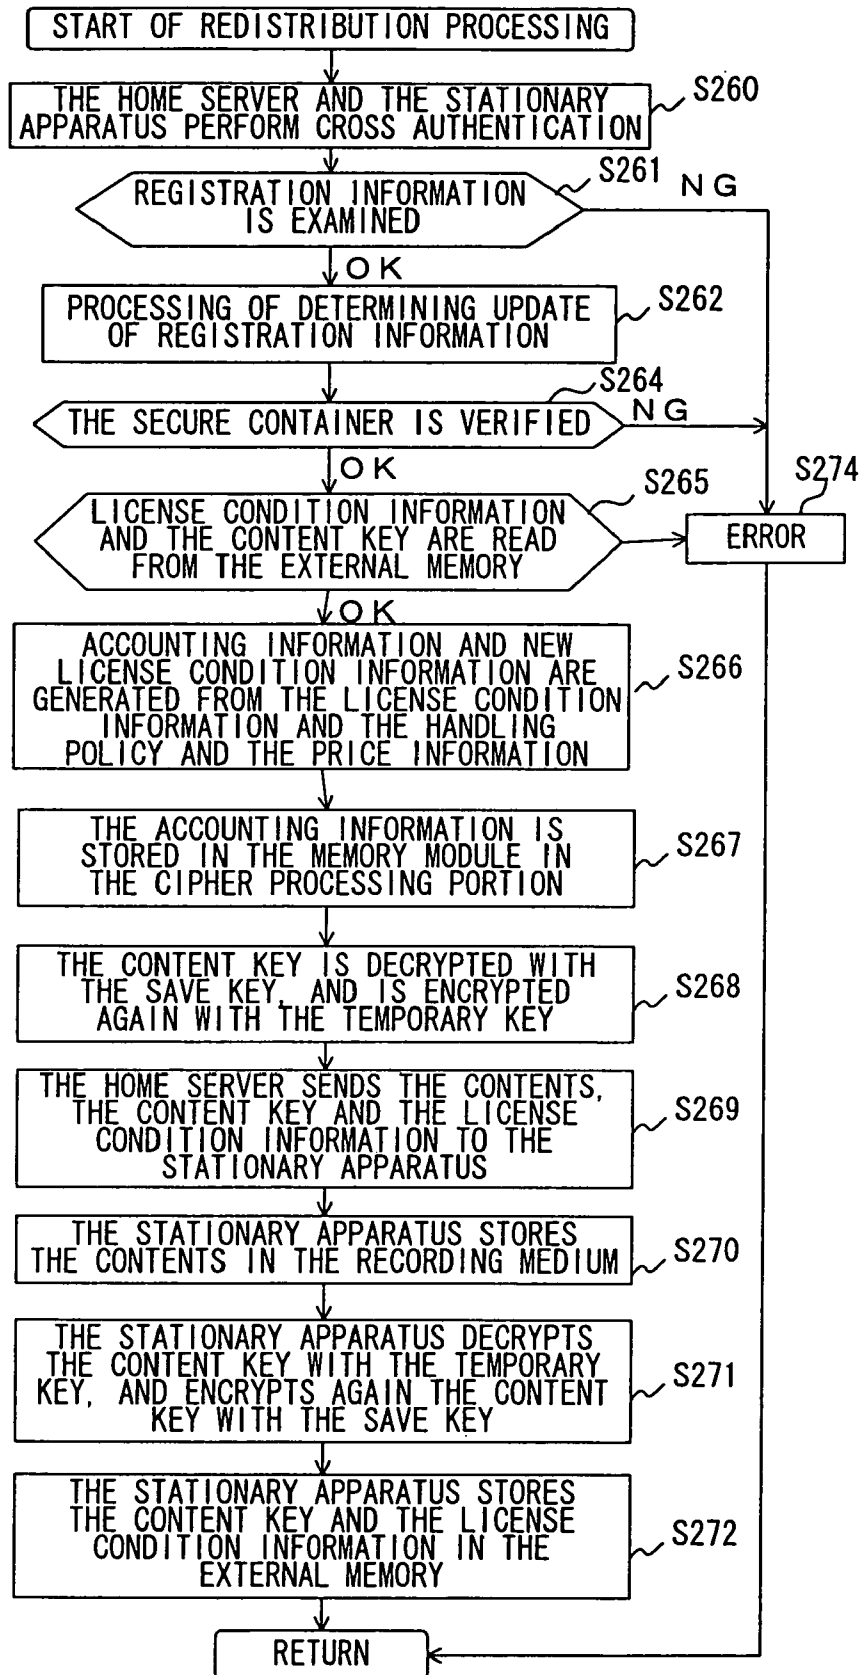 START OF REDISTRIBUTION PROCESSING
THE HOME SERVER AND THE STATIONARY
APPARATUS PERFORM CROSS AUTHENTICATION
S260
REGISTRATION INFORMATION
IS EXAMINED
S261
NG
OK
PROCESSING OF DETERMINING UPDATE
OF REGISTRATION INFORMATION
S262
THE SECURE CONTAINER IS VERIFIED
S264
NG
OK
LICENSE CONDITION INFORMATION
AND THE CONTENT KEY ARE READ
FROM THE EXTERNAL MEMORY
S265
S274
ERROR
OK
ACCOUNTING INFORMATION AND NEW
LICENSE CONDITION INFORMATION ARE
GENERATED FROM THE LICENSE CONDITION
INFORMATION AND THE HANDLING
POLICY AND THE PRICE INFORMATION
S266
THE ACCOUNTING INFORMATION IS
STORED IN THE MEMORY MODULE IN
THE CIPHER PROCESSING PORTION
S267
THE CONTENT KEY IS DECRYPTED WITH
THE SAVE KEY, AND IS ENCRYPTED
AGAIN WITH THE TEMPORARY KEY
S268
THE HOME SERVER SENDS THE CONTENTS,
THE CONTENT KEY AND THE LICENSE
CONDITION INFORMATION TO THE
STATIONARY APPARATUS
S269
THE STATIONARY APPARATUS STORES
THE CONTENTS IN THE RECORDING MEDIUM
S270
THE STATIONARY APPARATUS DECRYPTS
THE CONTENT KEY WITH THE TEMPORARY
KEY, AND ENCRYPTS AGAIN THE CONTENT
KEY WITH THE SAVE KEY
S271
THE STATIONARY APPARATUS STORES
THE CONTENT KEY AND THE LICENSE
CONDITION INFORMATION IN THE
EXTERNAL MEMORY
S272
RETURN